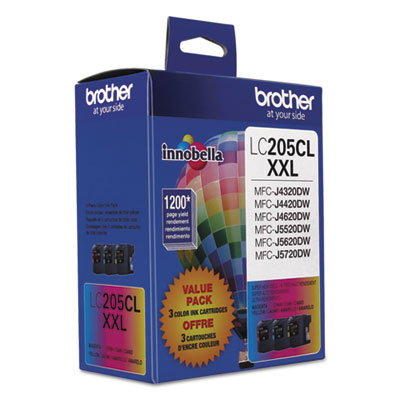 brother
at your side
innobella
1200*
page yield
rendimiento
rendimento
VALUE
PACK
3 COLOR INK CARTRIDGES
OFFRE
3 CARTOUCHES
D'ENCRE COULEUR
LC205CL
XXL
brother
at your side
LC205CL
XXL
MFC-J4320DW
MFC-J4420DW
MFC-J4620DW
MFC-J5520DW
MFC-J5620DW
MFC-J5720DW